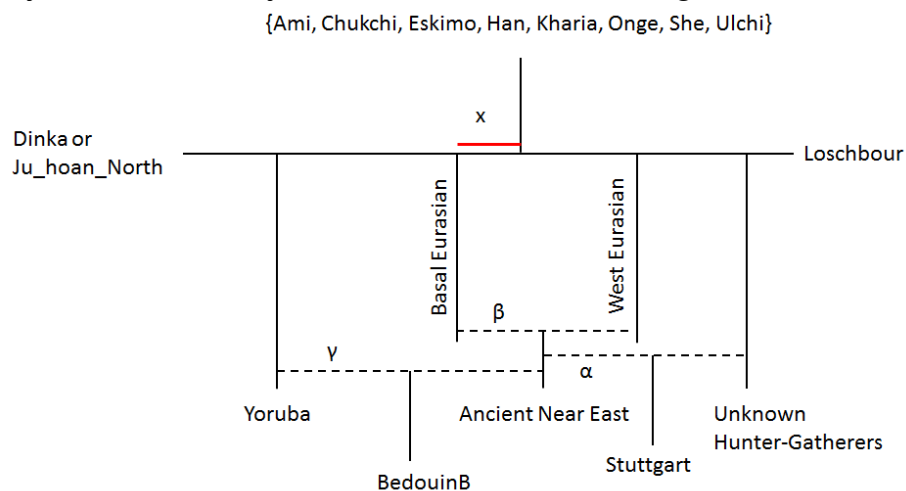 {Ami, Chukchi, Eskimo, Han, Kharia, Onge, She, Ulchi}
x
Dinka or
Ju_hoan_North
Loschbour
Basal Eurasian
West Eurasian
β
γ
α
Yoruba
Ancient Near East
Unknown
Hunter-Gatherers
Stuttgart
BedouinB